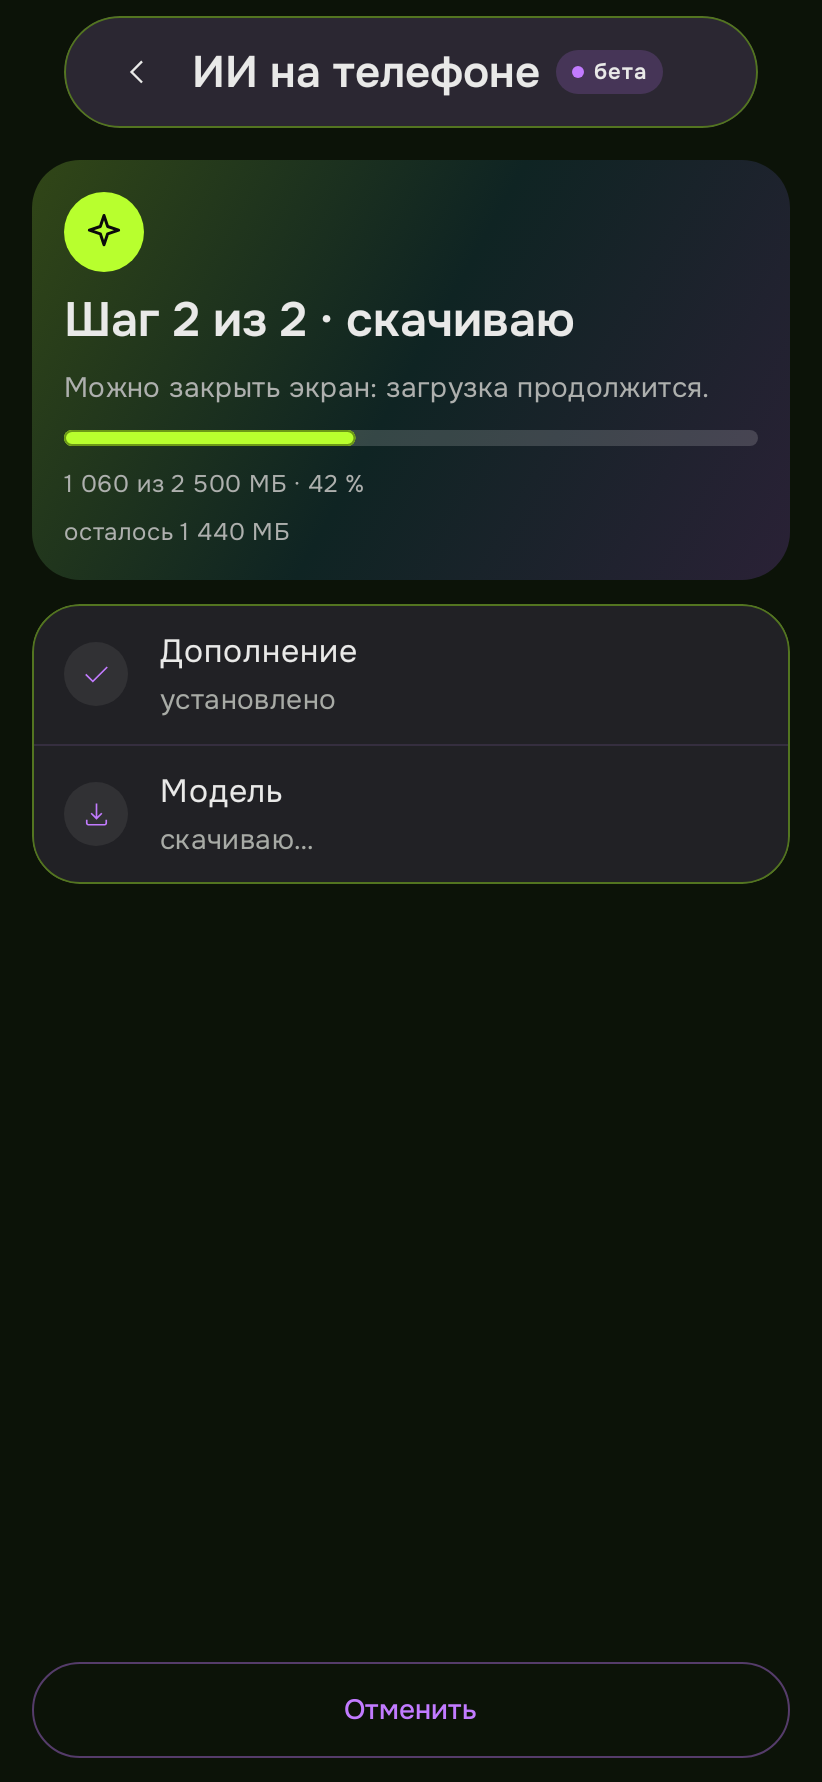 ИИ на телефоне
бета
Шаг 2 из 2 · скачиваю
Можно закрыть экран: загрузка продолжится.
1 060 из 2 500 МБ · 42 %
осталось 1 440 МБ
Дополнение
установлено
Модель
скачиваю…
Отменить